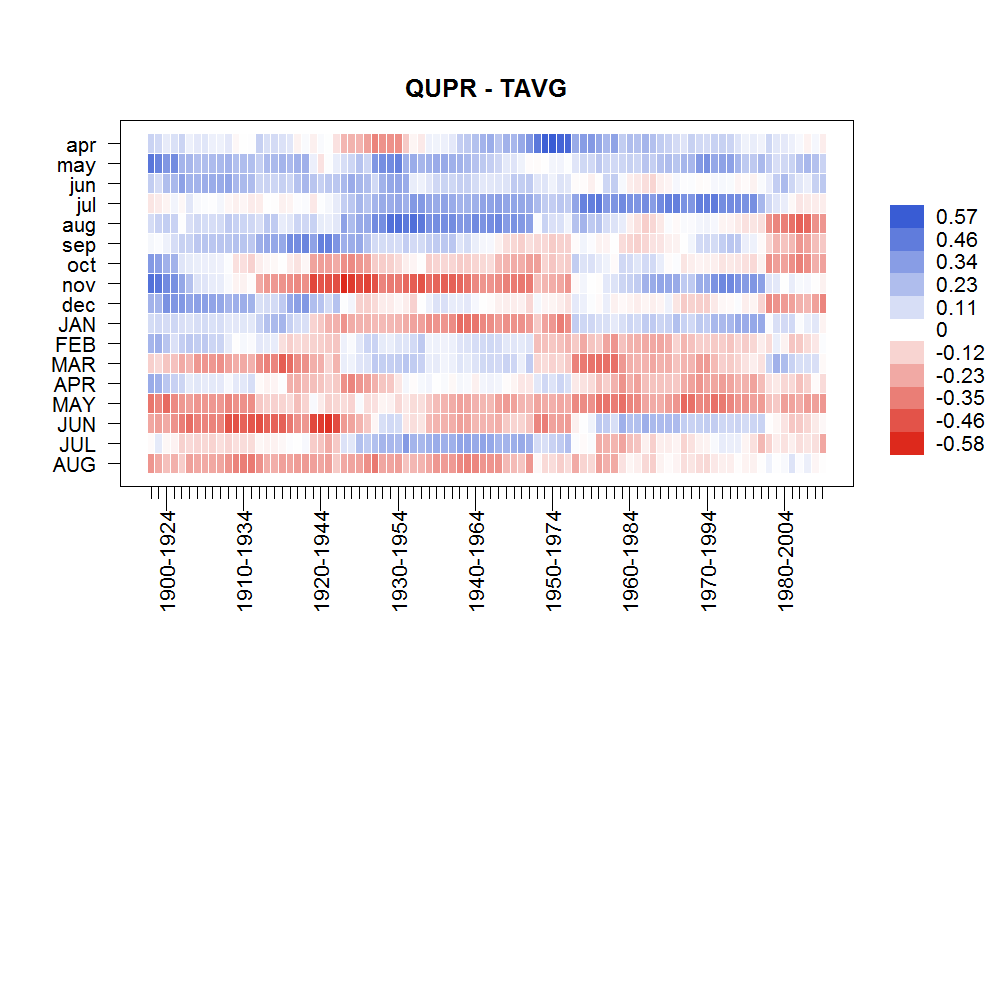 QUPR - TAVG
apr
may
jun
jul
aug
sep
oct
nov
dec
JAN
FEB
MAR
APR
MAY
JUN
JUL
AUG
0.57
0.46
0.34
0.23
0.11
0
-0.12
-0.23
-0.35
-0.46
-0.58
1900-1924
1910-1934
1920-1944
1930-1954
1940-1964
1950-1974
1960-1984
1970-1994
1980-2004